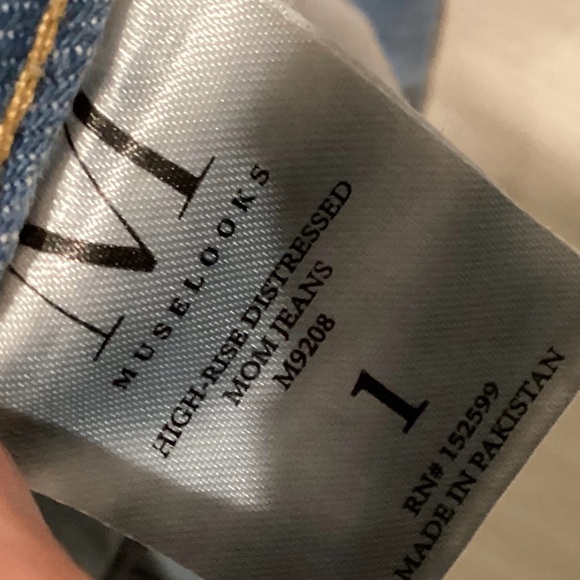 M
MUSELOOKS
HIGH-RISE DISTRESSED
MOM JEANS
M9208
1
RN# 152599
MADE IN PAKISTAN